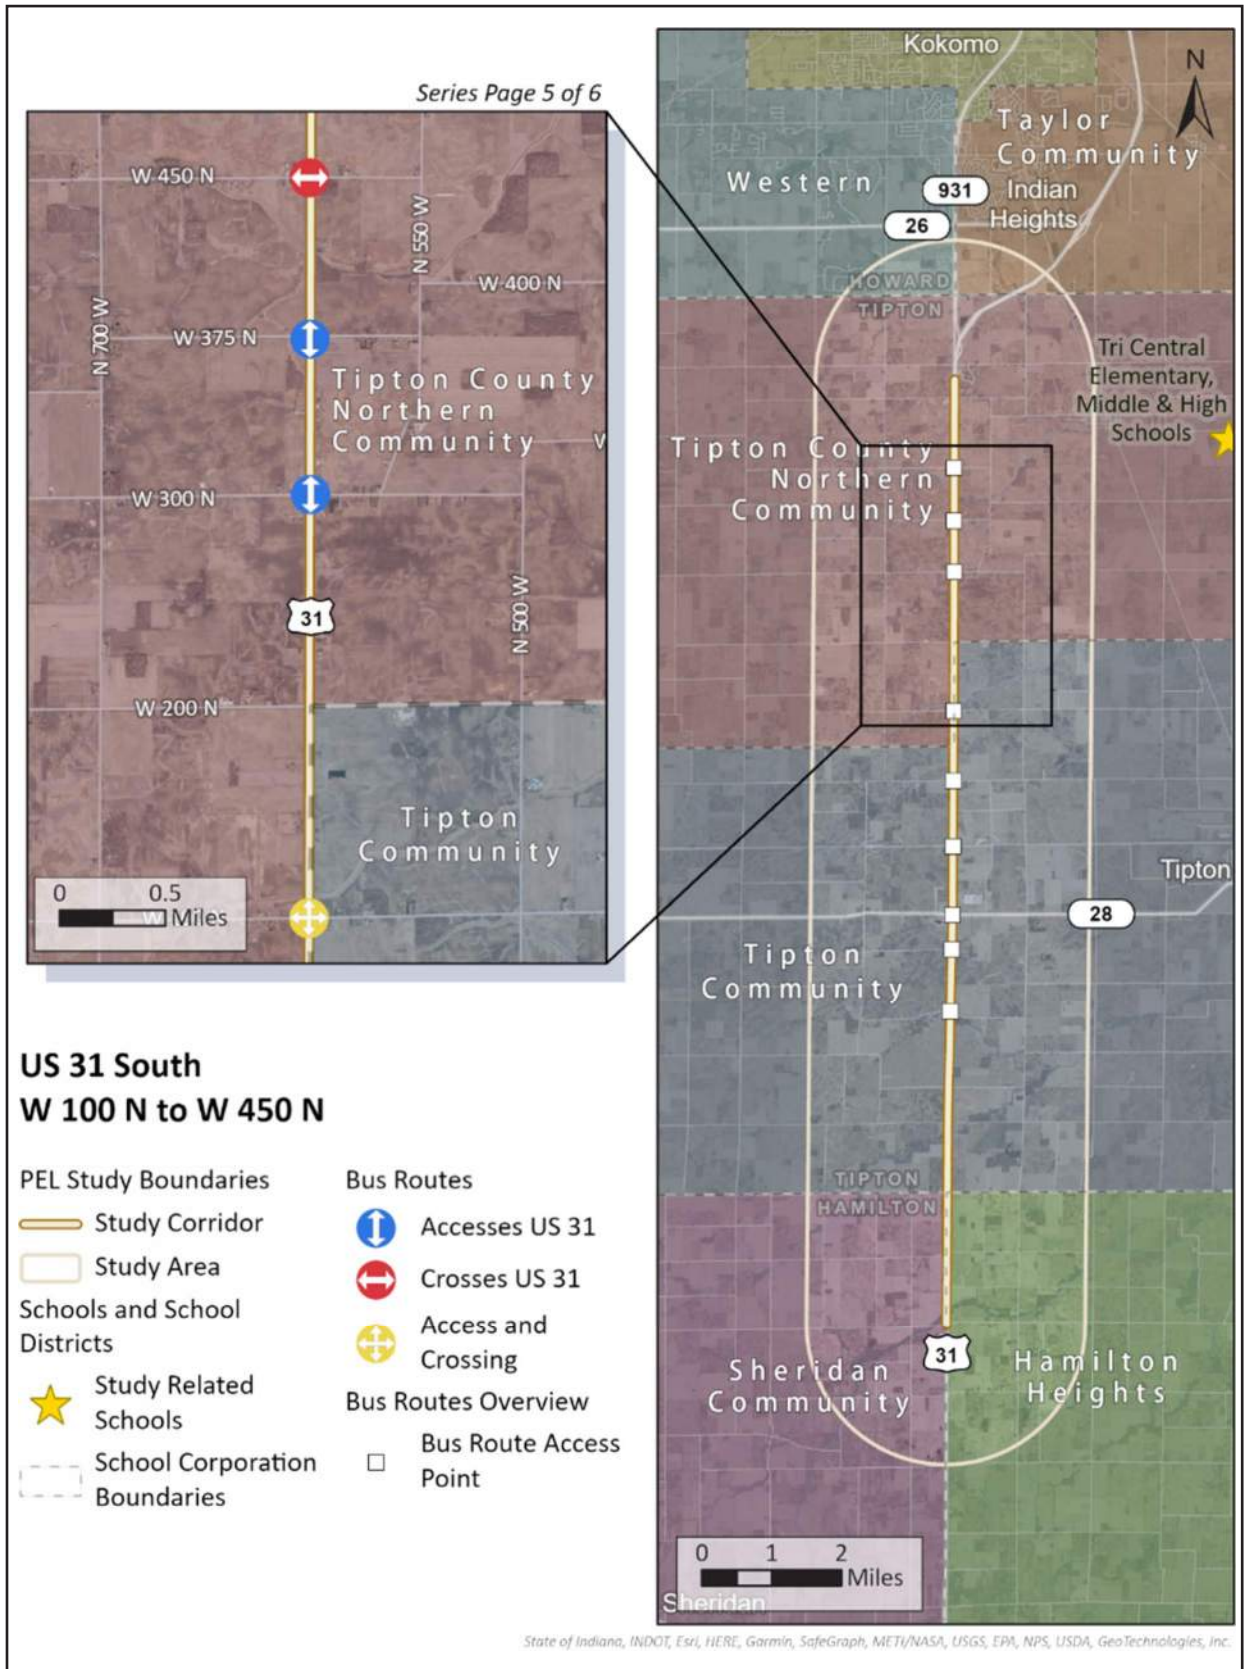 Series Page 5 of 6
W 450 N
N 550 W
W 400 N
N 700 W
W 375 N
Tipton County
Northern
Community
W 300 N
31
N 500 W
W 200 N
Tipton
Community
0 0.5
Miles
Kokomo
N
Taylor
Community
Western
931
Indian
Heights
26
HOWARD
TIPTON
Tri Central
Elementary,
Middle & High
Schools
Tipton County
Northern
Community
Tipton
28
Tipton
Community
TIPTON
HAMILTON
31
Sheridan
Community
Hamilton
Heights
0 1 2
Miles
Sheridan
US 31 South
W 100 N to W 450 N
PEL Study Boundaries
Study Corridor
Study Area
Schools and School
Districts
Study Related
Schools
School Corporation
Boundaries
Bus Routes
Accesses US 31
Crosses US 31
Access and
Crossing
Bus Routes Overview
Bus Route Access
Point
State of Indiana, INDOT, Esri, HERE, Garmin, SafeGraph, METI/NASA, USGS, EPA, NPS, USDA, GeoTechnologies, Inc.